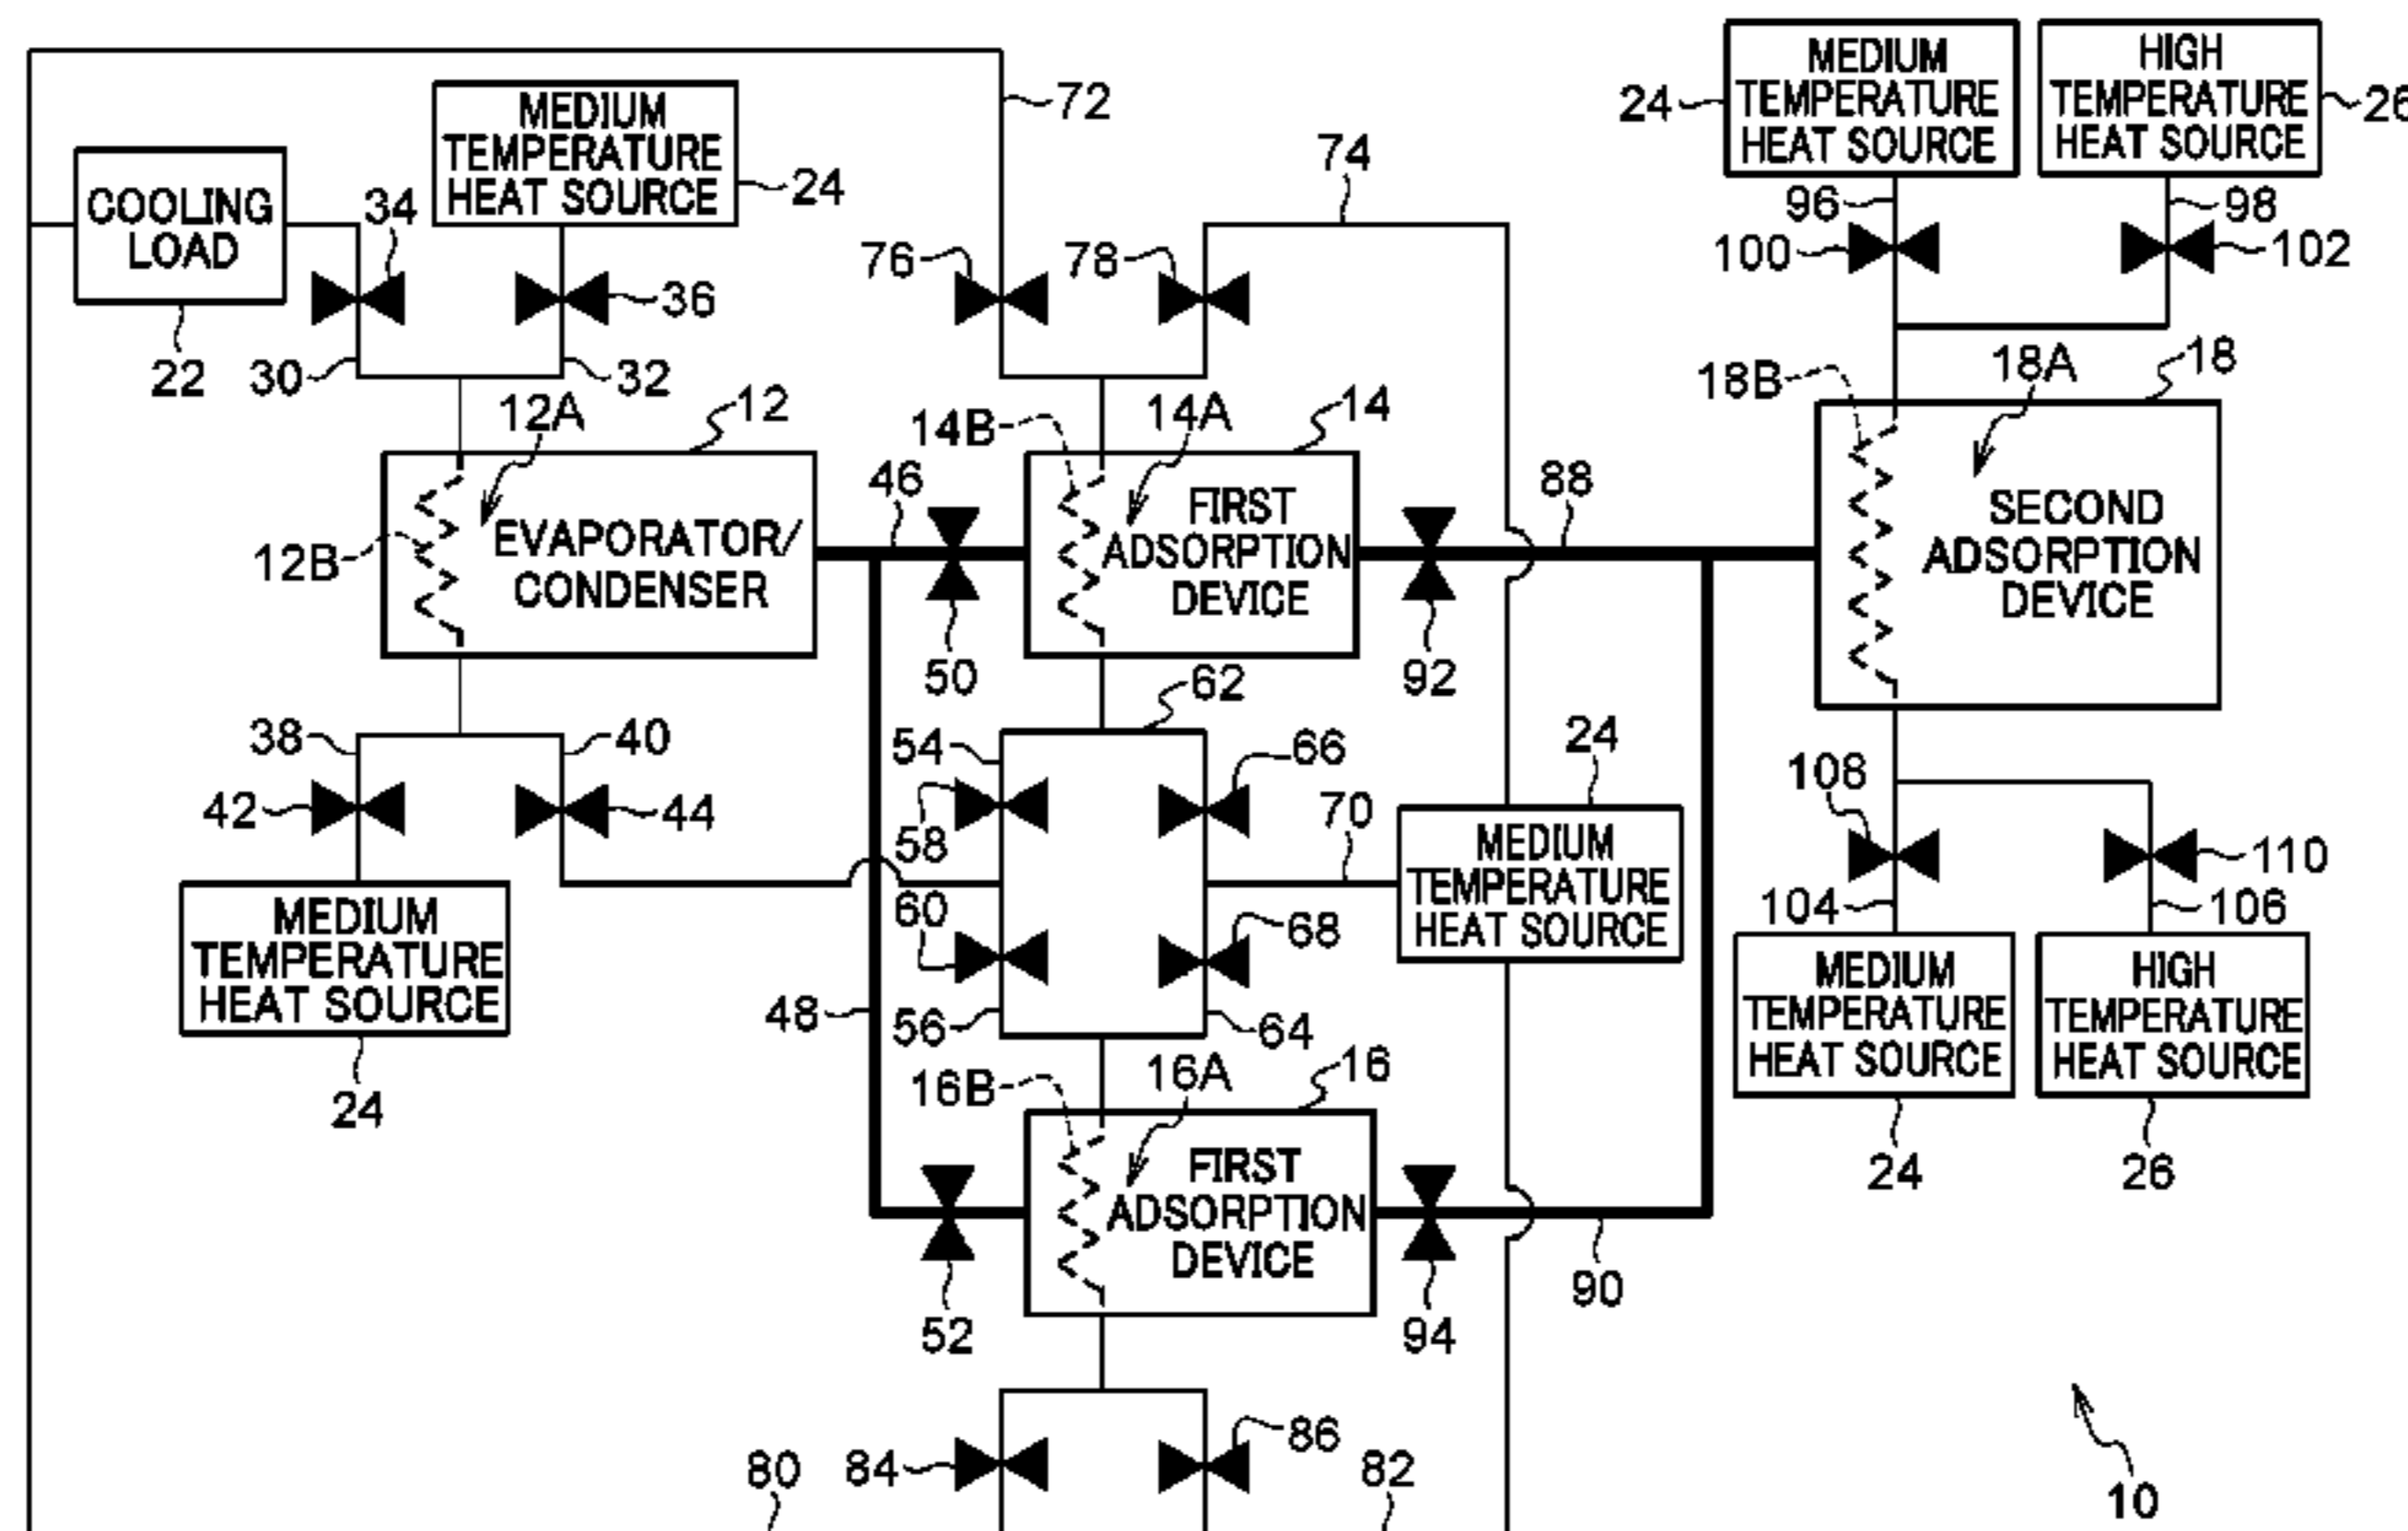 MEDIUM
TEMPERATURE
HEAT SOURCE
24
HIGH
TEMPERATURE
HEAT SOURCE
26
72
MEDIUM
TEMPERATURE
HEAT SOURCE
24
74
COOLING
LOAD
22
34
36
30
32
76
78
96
98
100
102
12A
12
12B
EVAPORATOR/
CONDENSER
46
50
14B
14A
14
FIRST
ADSORPTION
DEVICE
92
88
18B
18A
18
SECOND
ADSORPTION
DEVICE
38
40
42
44
MEDIUM
TEMPERATURE
HEAT SOURCE
24
62
54
66
58
70
24
MEDIUM
TEMPERATURE
HEAT SOURCE
60
68
48
56
64
108
110
104
106
MEDIUM
TEMPERATURE
HEAT SOURCE
24
HIGH
TEMPERATURE
HEAT SOURCE
26
16B
16A
16
FIRST
ADSORPTION
DEVICE
52
94
90
80
84
86
82
10